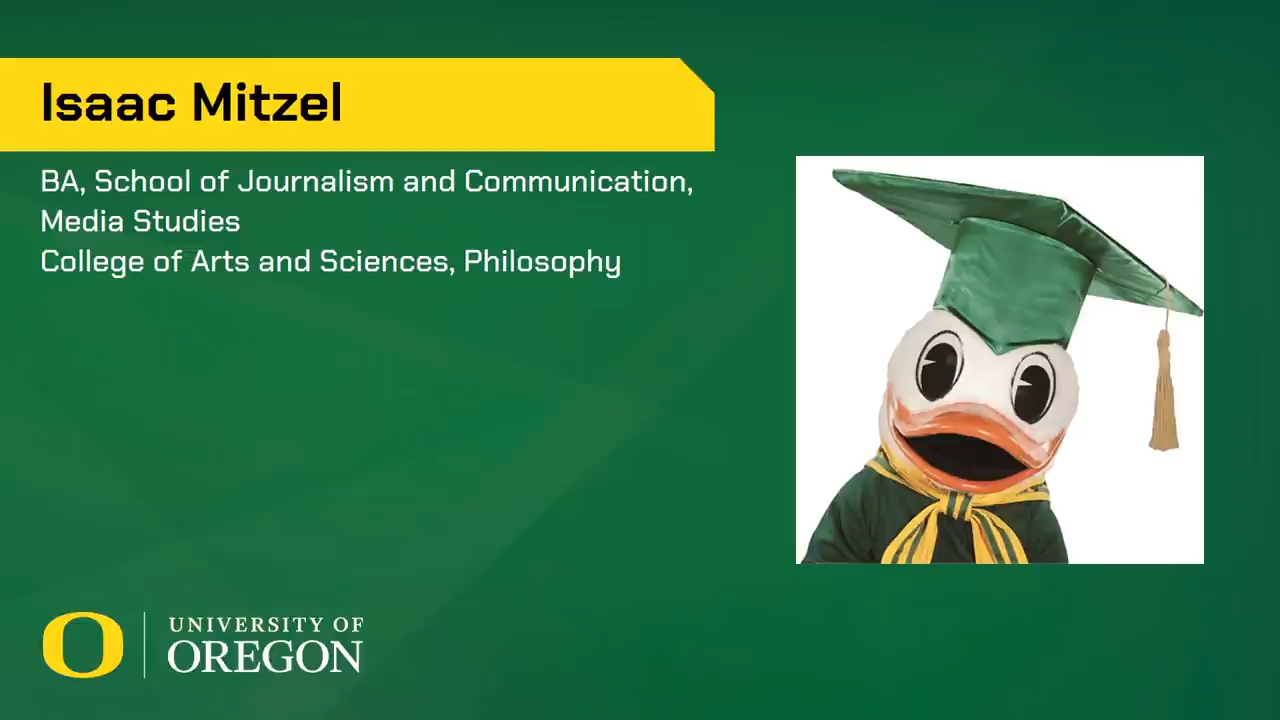 Isaac Mitzel
BA, School of Journalism and Communication,
Media Studies
College of Arts and Sciences, Philosophy
O
UNIVERSITY OF
OREGON